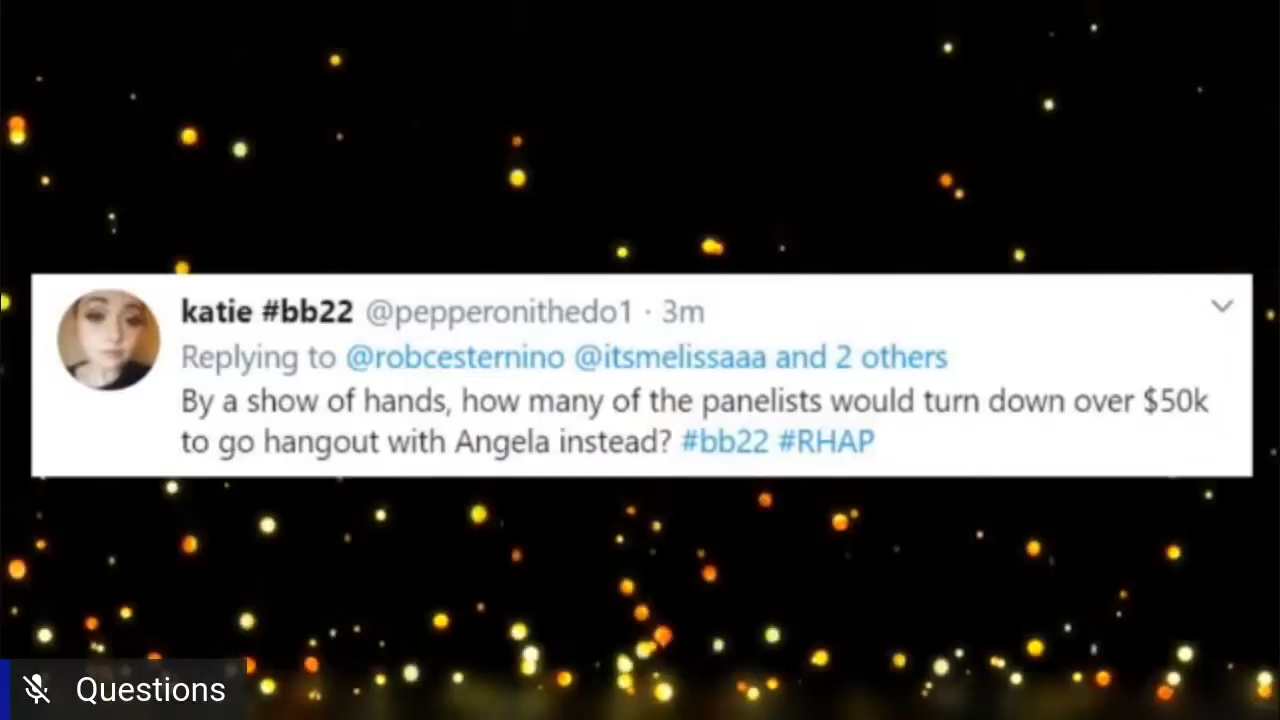 katie #bb22 @pepperonithedo1 · 3m
Replying to @robcesternino @itsmelissaaa and 2 others
By a show of hands, how many of the panelists would turn down over $50k
to go hangout with Angela instead? #bb22 #RHAP
Questions